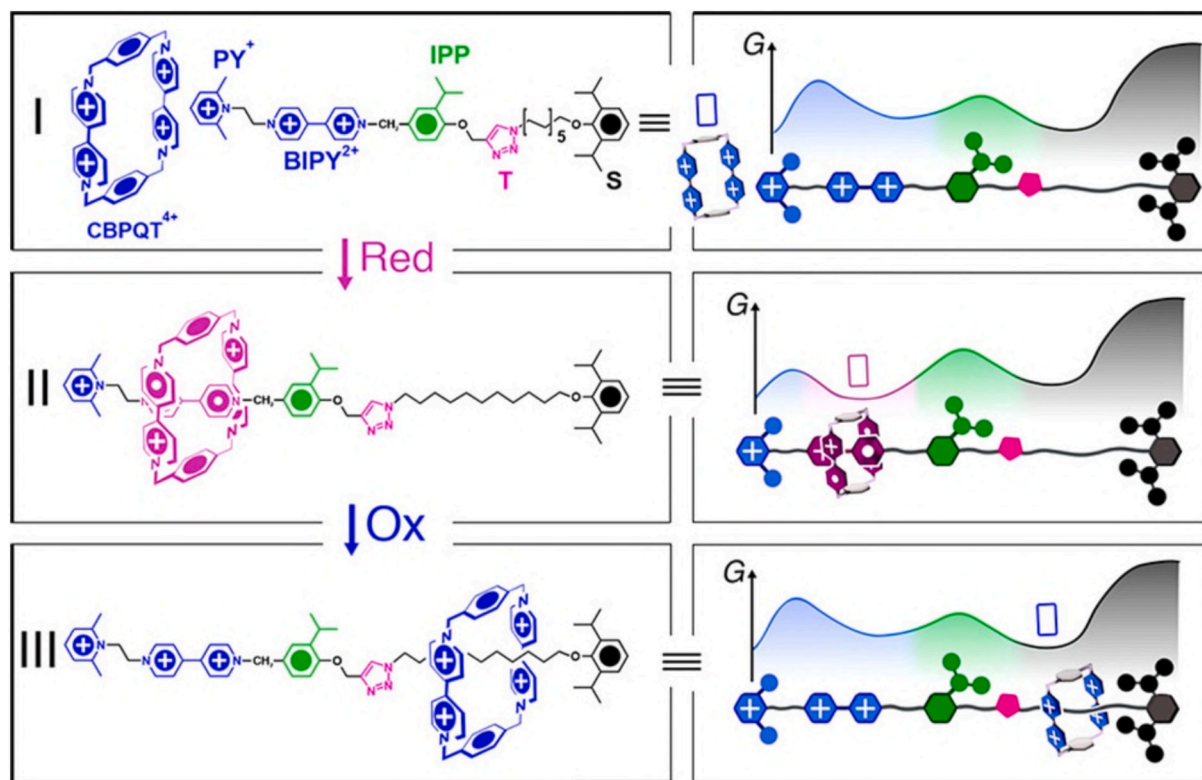 I
PY⁺
IPP
BIPY²⁺
CBPQT⁴⁺
CH₂
O
N
N=N
T
5
O
S
G
Red
II
N
N
CH₂
O
N
N=N
O
G
Ox
III
N
N
N
CH₂
O
N
N=N
O
G